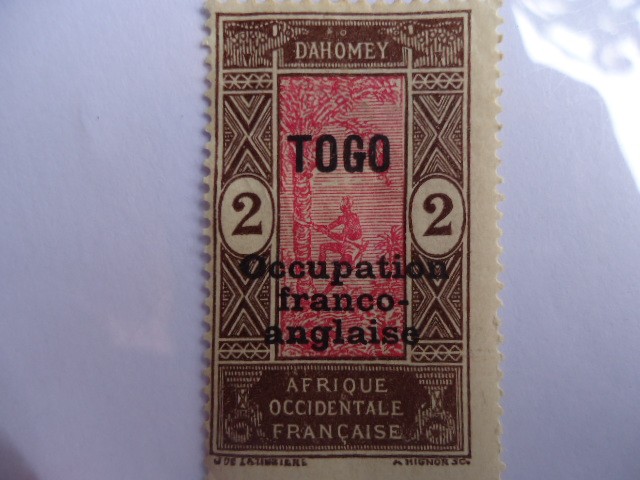 DAHOMEY
TOGO
2 2
Occupation
franco-
anglaise
AFRIQUE
OCCIDENTALE
FRANÇAISE